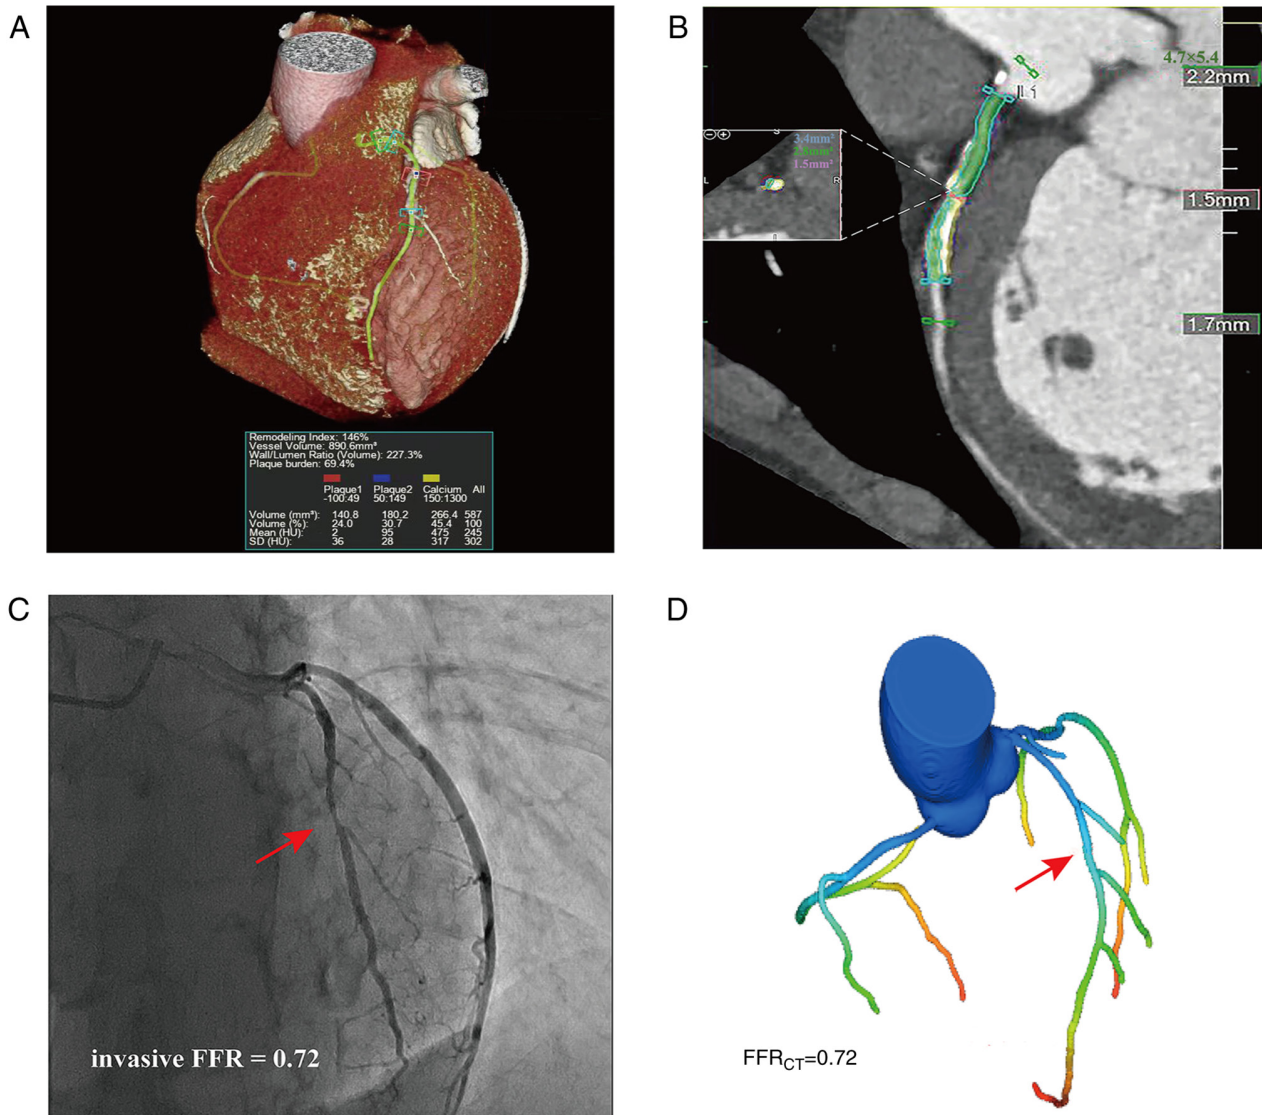 A
Remodeling Index: 146%
Vessel Volume: 890.6mm³
Wall/Lumen Ratio (Volume): 227.3%
Plaque burden: 69.4%
Plaque1 Plaque2 Calcium All
-100:49 50:149 150:1300
Volume (mm³): 140.8 180.2 266.4 587
Volume (%): 24.0 30.7 45.4 100
Mean (HU): 2 95 475 245
SD (HU): 36 28 317 302
B
4.7×5.4
2.2mm
L1
3.4mm²
1.5mm²
L
R
1.5mm
1.7mm
C
invasive FFR = 0.72
D
FFRCT=0.72